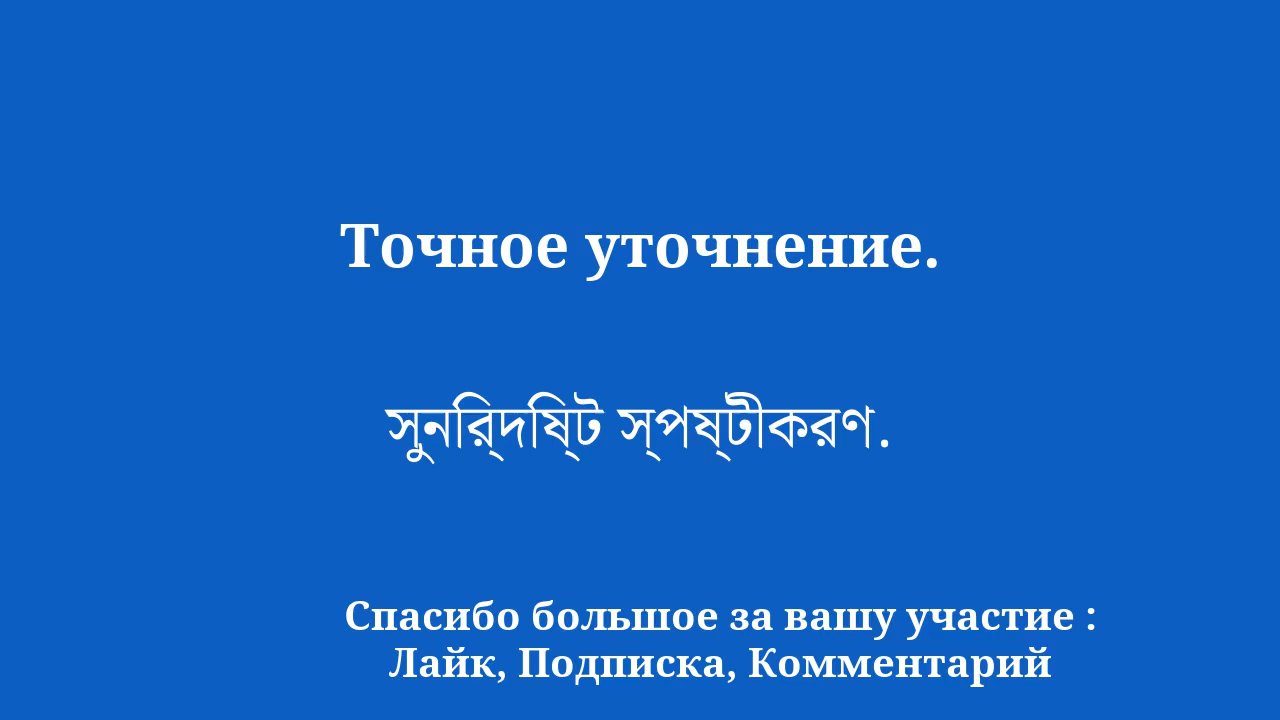 Точное уточнение.
সুনির্দিষ্ট স্পষ্টীকরণ.
Спасибо большое за вашу участие :
Лайк, Подписка, Комментарий